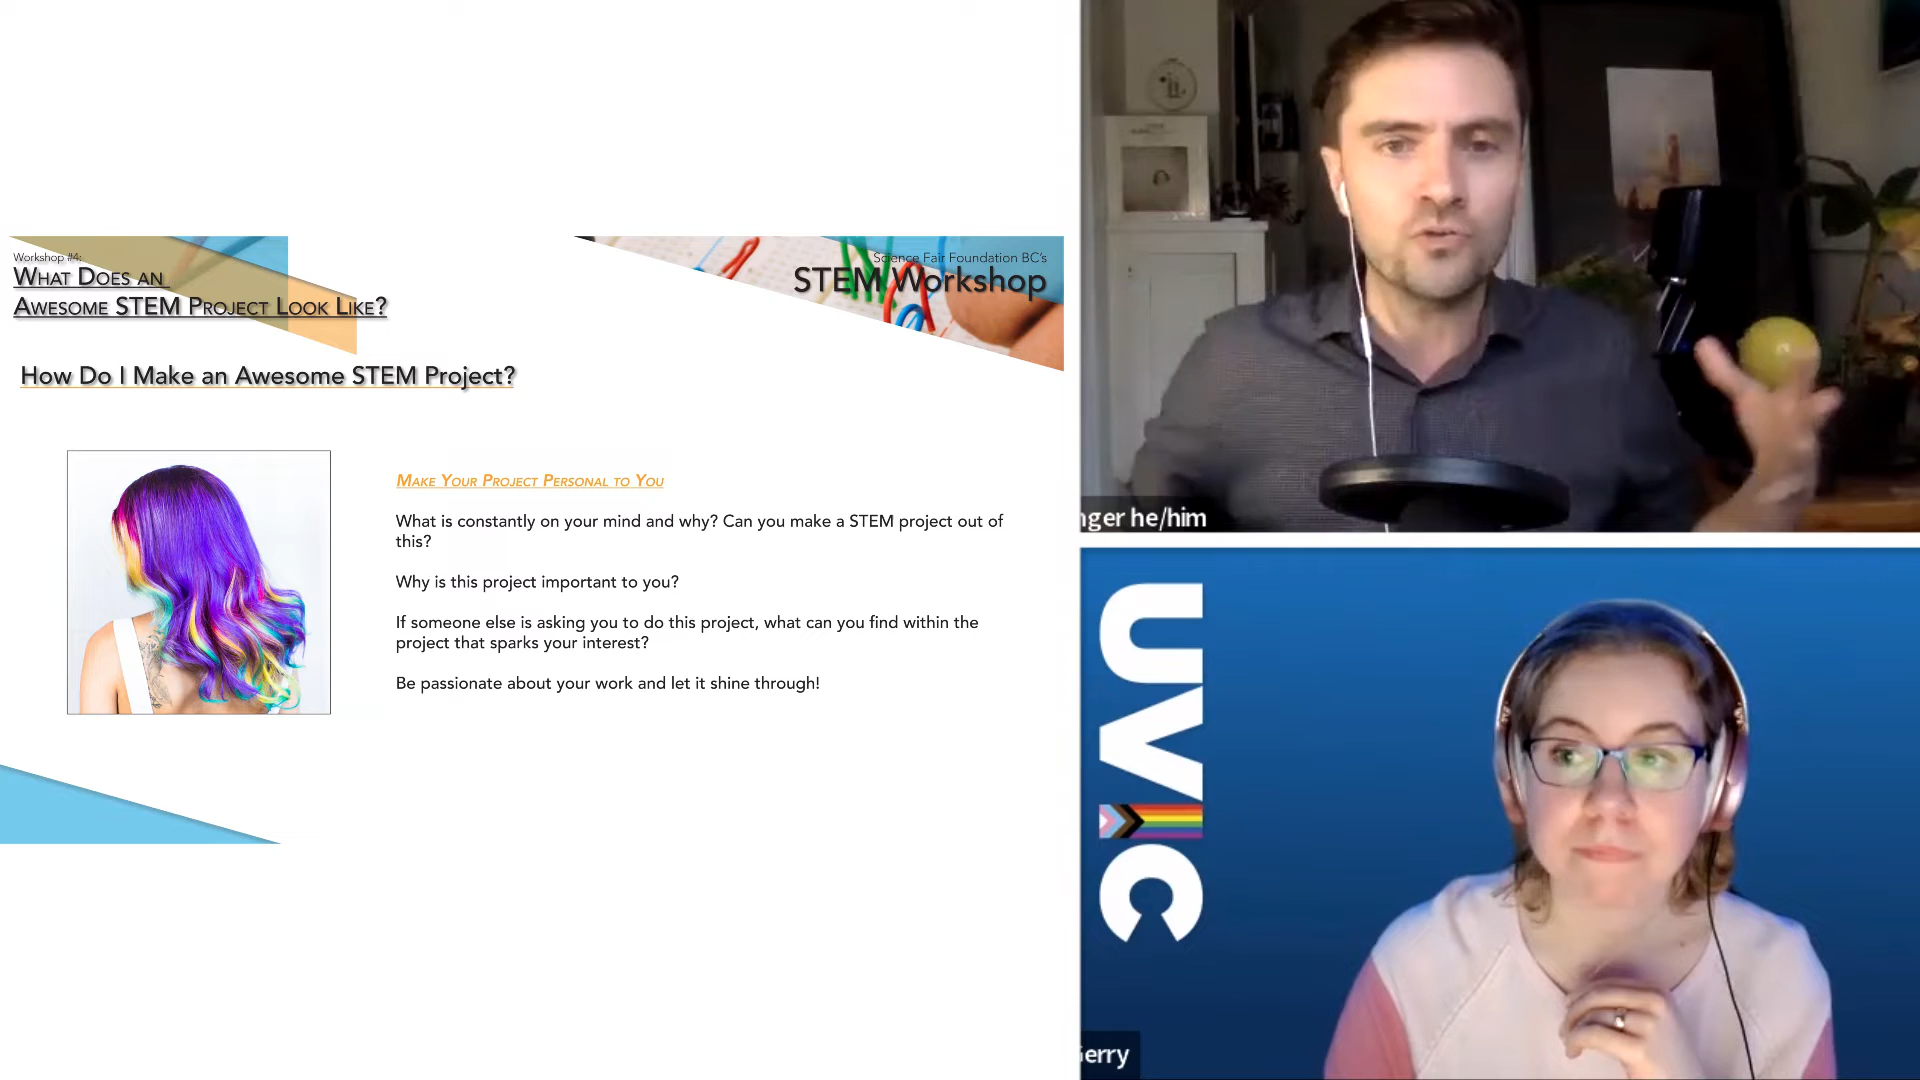 Workshop #4:
What Does an
Awesome STEM Project Look Like?
Science Fair Foundation BC's
STEM Workshop
How Do I Make an Awesome STEM Project?
Make Your Project Personal to You
What is constantly on your mind and why? Can you make a STEM project out of
this?
Why is this project important to you?
If someone else is asking you to do this project, what can you find within the
project that sparks your interest?
Be passionate about your work and let it shine through!
nger he/him
UVIC
Gerry